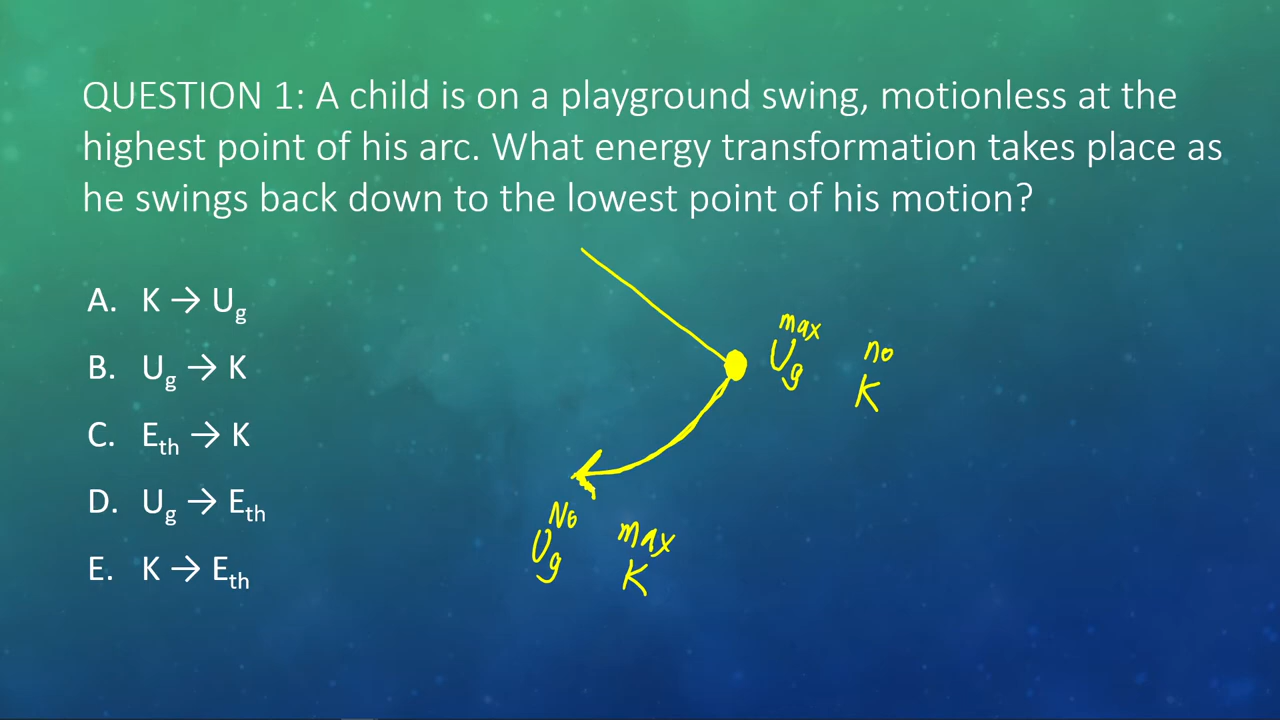 QUESTION 1: A child is on a playground swing, motionless at the
highest point of his arc. What energy transformation takes place as
he swings back down to the lowest point of his motion?
A. K → Ug
B. Ug → K
C. Eth → K
D. Ug → Eth
E. K → Eth
max
Ug
no
K
No
Ug
max
K